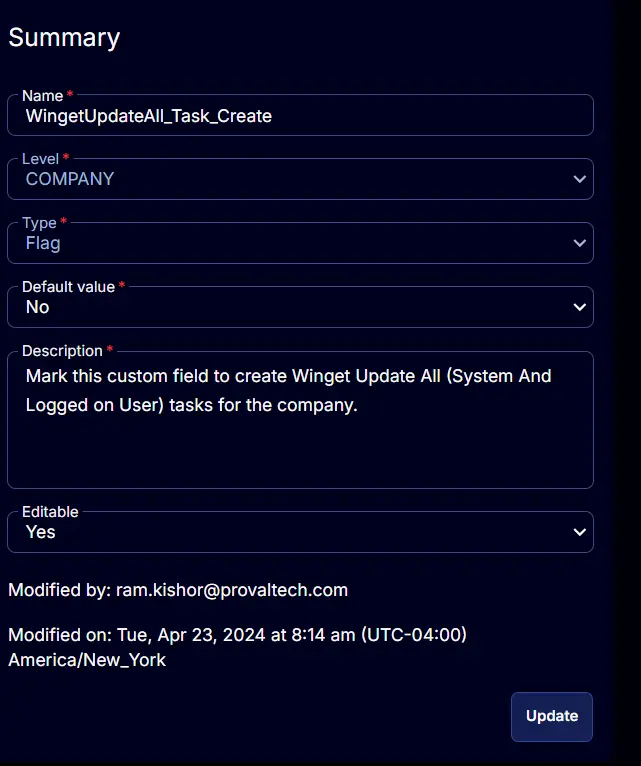 Summary
Name *
WingetUpdateAll_Task_Create
Level *
COMPANY
Type *
Flag
Default value *
No
Description *
Mark this custom field to create Winget Update All (System And
Logged on User) tasks for the company.
Editable
Yes
Modified by: ram.kishor@provaltech.com
Modified on: Tue, Apr 23, 2024 at 8:14 am (UTC-04:00)
America/New_York
Update